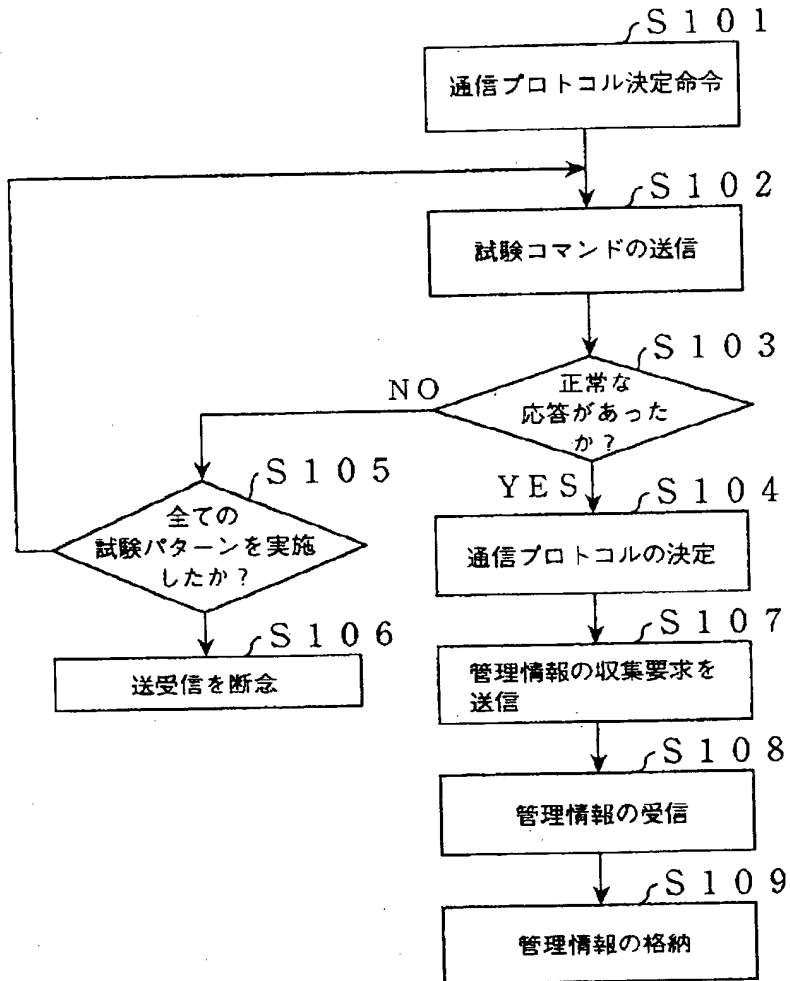 S101
通信プロトコル決定命令
S102
試験コマンドの送信
S103
正常な
応答があった
か?
NO
YES
S105
全ての
試験パターンを実施
したか?
S104
通信プロトコルの決定
S106
送受信を断念
S107
管理情報の収集要求を
送信
S108
管理情報の受信
S109
管理情報の格納